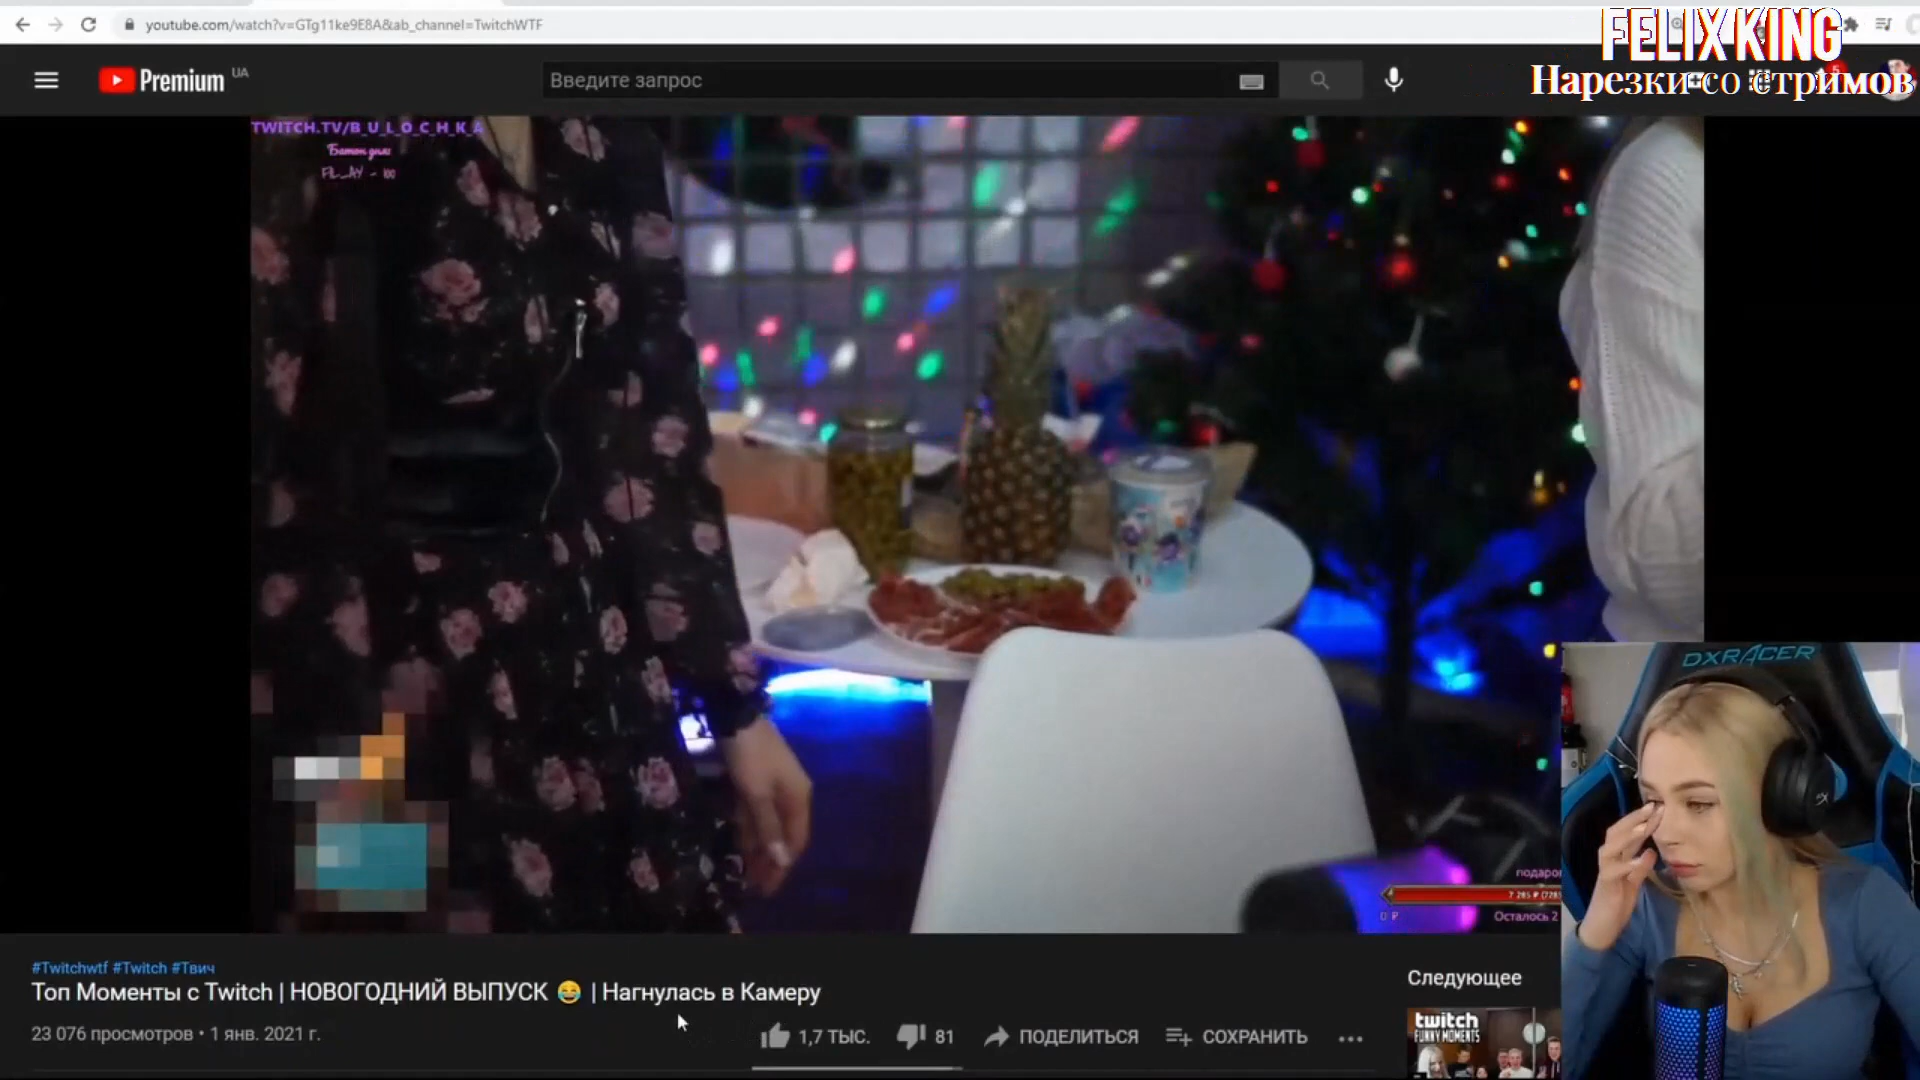 youtube.com/watch?v=GTg11ke9E8A&ab_channel=TwitchWTF
FELIX KING
Нарезки со стримов
Premium UA
Введите запрос
TWITCH.TV/B_U_L_O_C_H_K_A
DXRACER
0 ₽
Осталось 2
#Twitchwtf #Twitch #Твич
Топ Моменты с Twitch | НОВОГОДНИЙ ВЫПУСК 😂 | Нагнулась в Камеру
23 076 просмотров • 1 янв. 2021 г.
1,7 ТЫС.
81
ПОДЕЛИТЬСЯ
СОХРАНИТЬ
Следующее
twitch
FUNNY MOMENTS